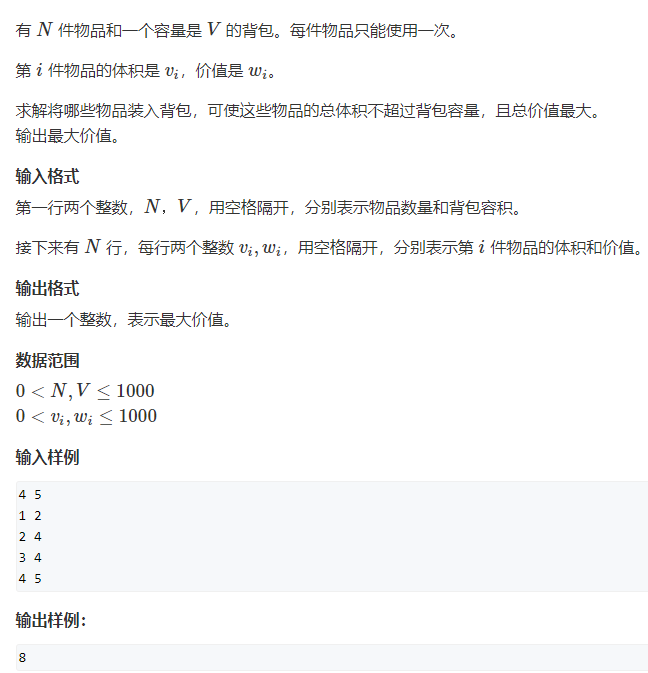 有 N 件物品和一个容量是 V 的背包。每件物品只能使用一次。
第 i 件物品的体积是 vᵢ，价值是 wᵢ。
求解将哪些物品装入背包，可使这些物品的总体积不超过背包容量，且总价值最大。
输出最大价值。
输入格式
第一行两个整数，N，V，用空格隔开，分别表示物品数量和背包容积。
接下来有 N 行，每行两个整数 vᵢ, wᵢ，用空格隔开，分别表示第 i 件物品的体积和价值。
输出格式
输出一个整数，表示最大价值。
数据范围
0 < N, V ≤ 1000
0 < vᵢ, wᵢ ≤ 1000
输入样例
4 5
1 2
2 4
3 4
4 5
输出样例：
8